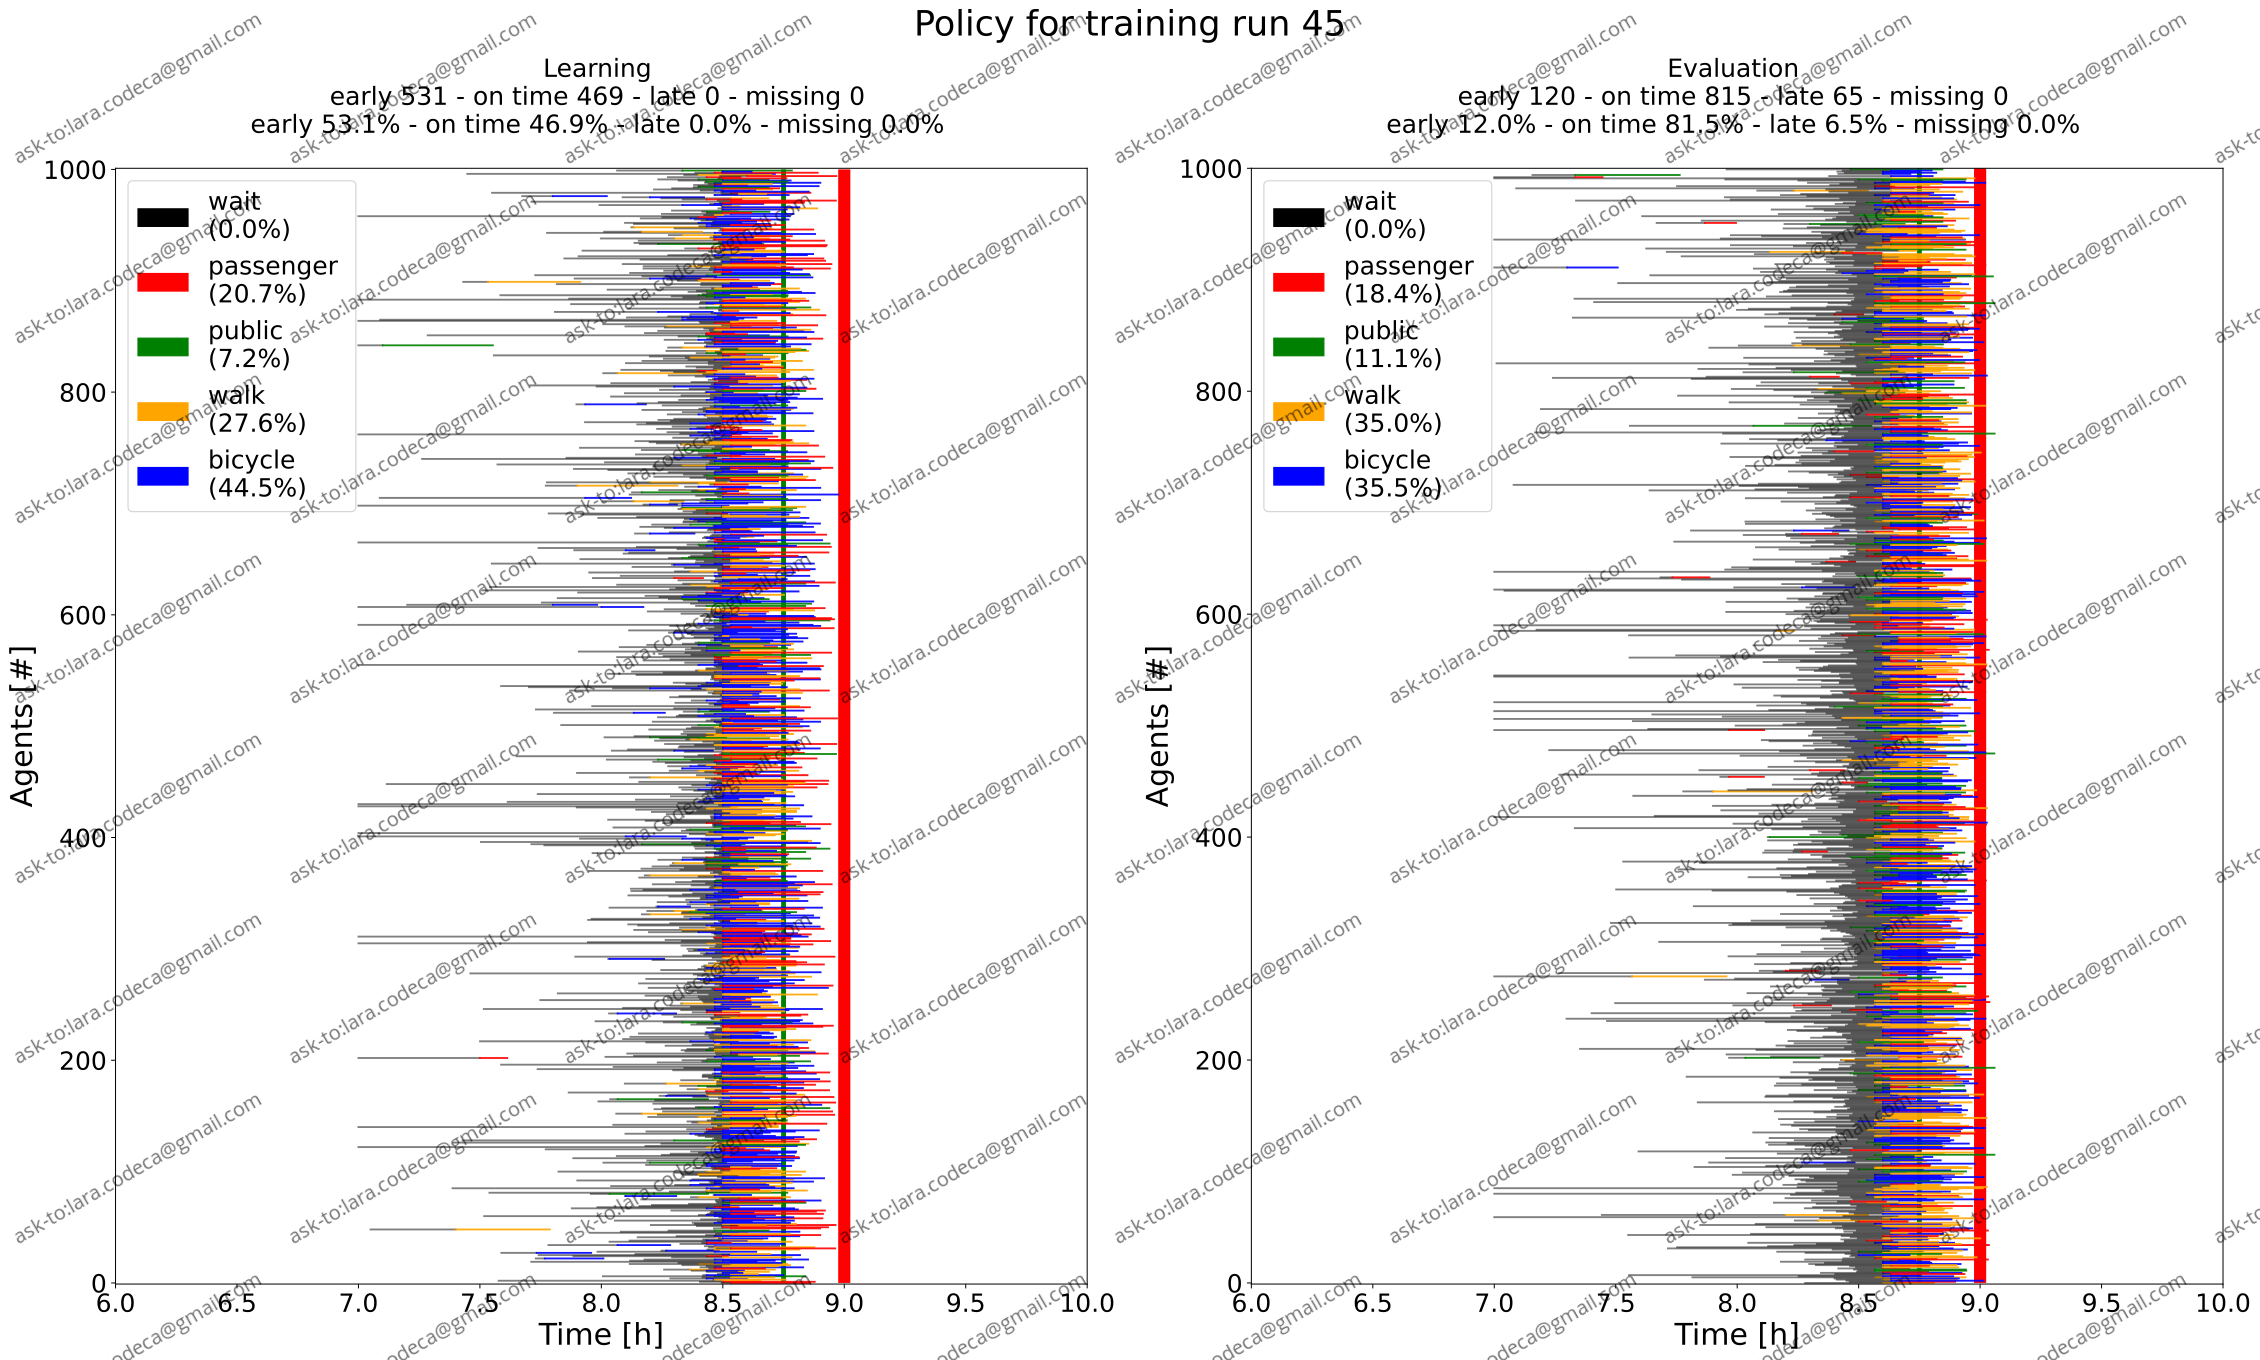 Policy for training run 45
Learning
early 531 - on time 469 - late 0 - missing 0
early 53.1% - on time 46.9% - late 0.0% - missing 0.0%
1000
800
600
400
200
0
Agents [#]
wait
(0.0%)
passenger
(20.7%)
public
(7.2%)
walk
(27.6%)
bicycle
(44.5%)
6.0 6.5 7.0 7.5 8.0 8.5 9.0 9.5 10.0
Time [h]
Evaluation
early 120 - on time 815 - late 65 - missing 0
early 12.0% - on time 81.5% - late 6.5% - missing 0.0%
1000
800
600
400
200
0
Agents [#]
wait
(0.0%)
passenger
(18.4%)
public
(11.1%)
walk
(35.0%)
bicycle
(35.5%)
6.0 6.5 7.0 7.5 8.0 8.5 9.0 9.5 10.0
Time [h]
ask-to:lara.codeca@gmail.com